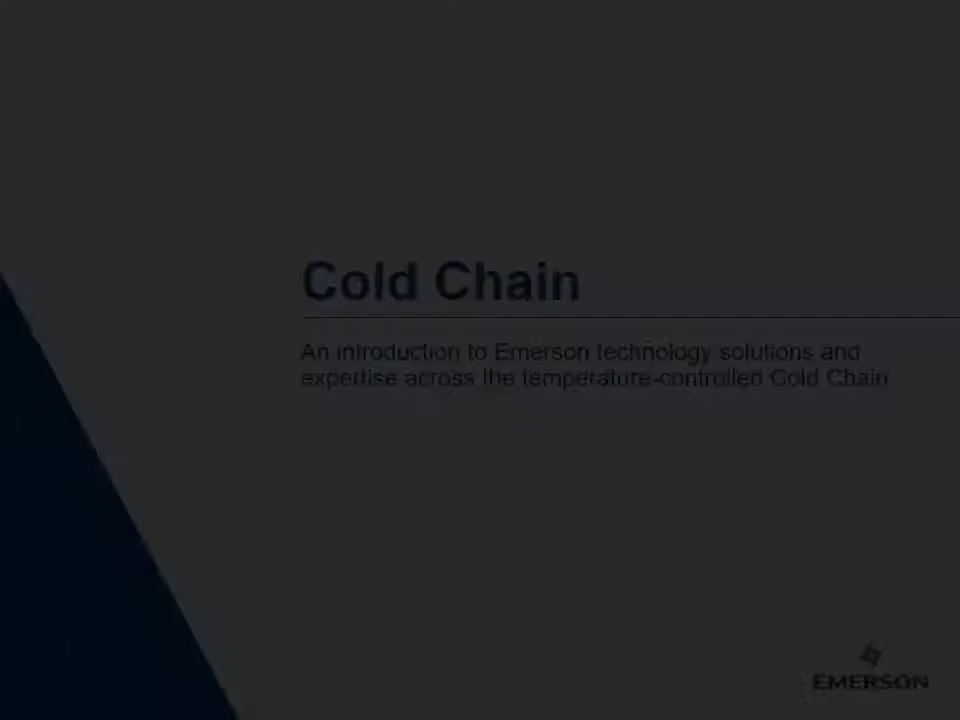 Cold Chain
An introduction to Emerson technology solutions and
expertise across the temperature-controlled Cold Chain
EMERSON